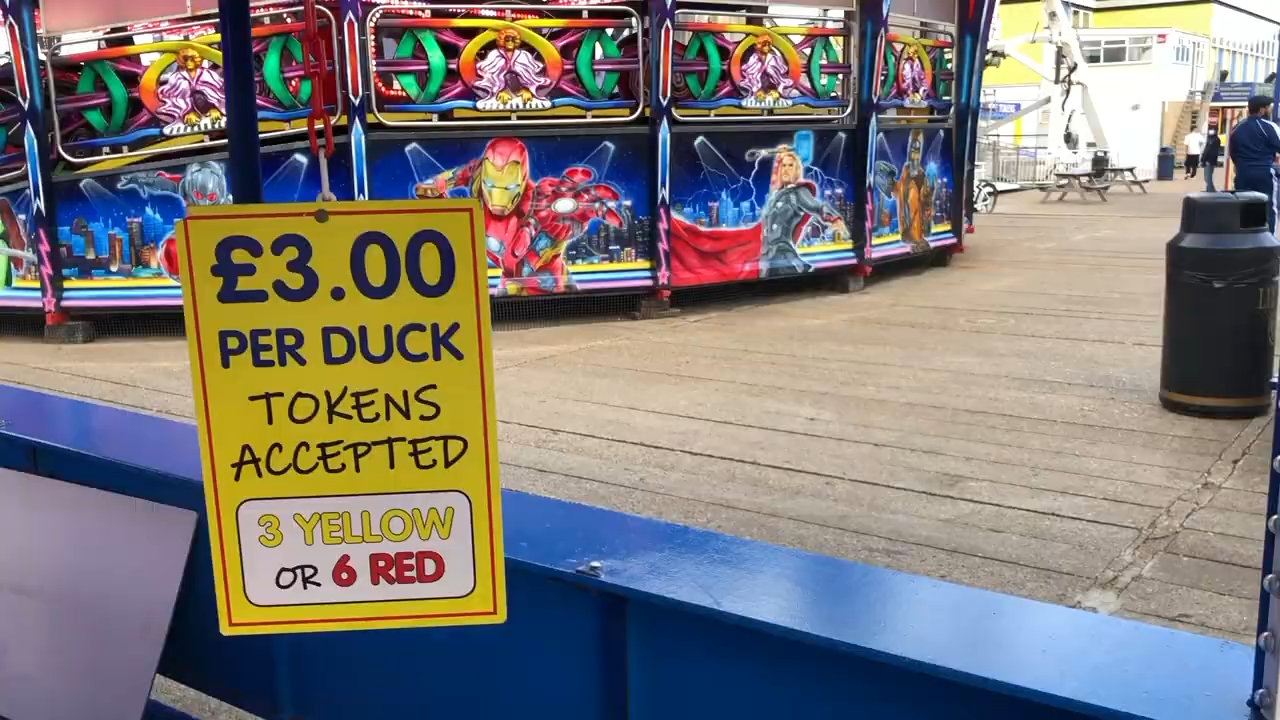 £3.00
PER DUCK
TOKENS
ACCEPTED
3 YELLOW
OR 6 RED